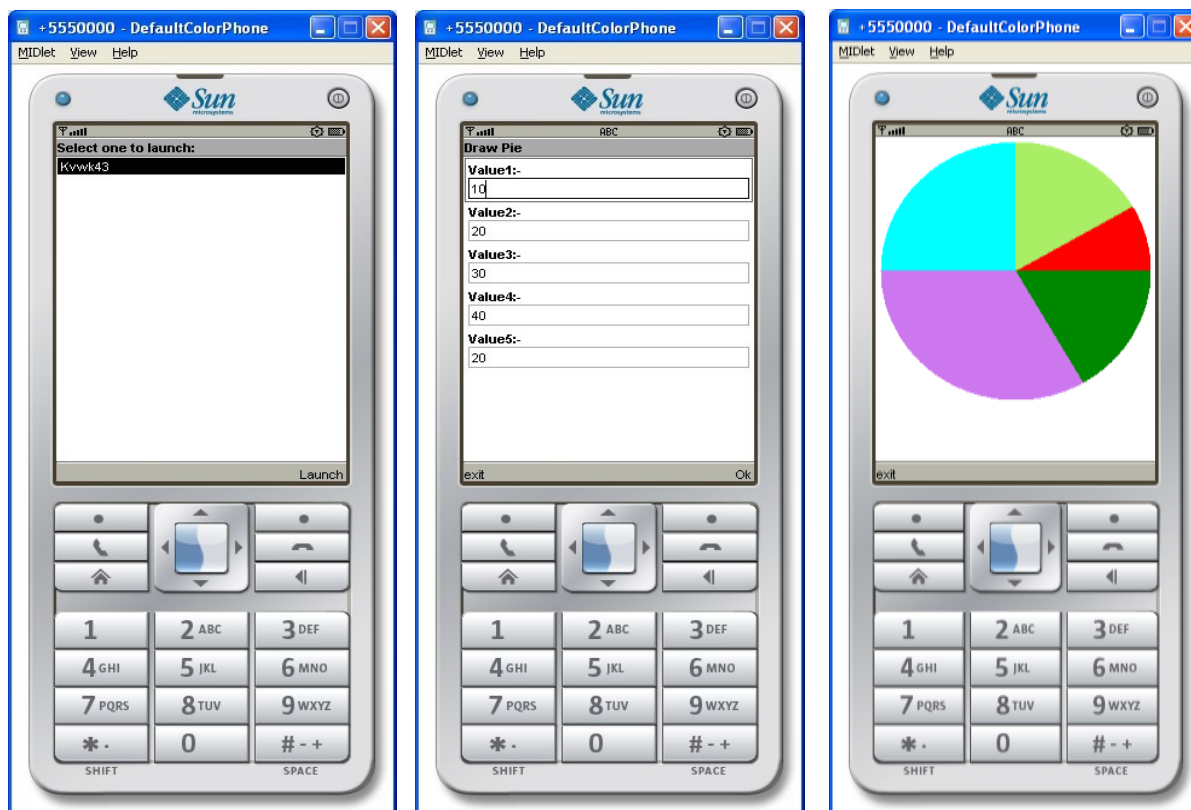 +5550000 - DefaultColorPhone
MIDlet View Help
Sun
microsystems
Select one to launch:
Kvwk43
Launch
1
2 ABC
3 DEF
4 GHI
5 JKL
6 MNO
7 PQRS
8 TUV
9 WXYZ
* .
0
# - +
SHIFT
SPACE
+5550000 - DefaultColorPhone
MIDlet View Help
Sun
microsystems
ABC
Draw Pie
Value1:-
10
Value2:-
20
Value3:-
30
Value4:-
40
Value5:-
20
exit
Ok
1
2 ABC
3 DEF
4 GHI
5 JKL
6 MNO
7 PQRS
8 TUV
9 WXYZ
* .
0
# - +
SHIFT
SPACE
+5550000 - DefaultColorPhone
MIDlet View Help
Sun
microsystems
ABC
exit
1
2 ABC
3 DEF
4 GHI
5 JKL
6 MNO
7 PQRS
8 TUV
9 WXYZ
* .
0
# - +
SHIFT
SPACE